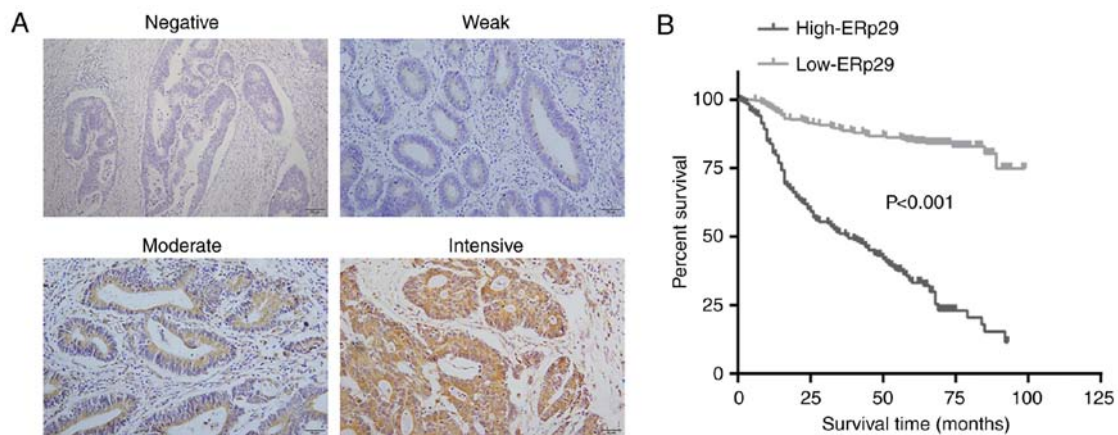 A
Negative
Weak
Moderate
Intensive
B
High-ERp29
Low-ERp29
Percent survival
100
75
50
25
0
P<0.001
0 25 50 75 100 125
Survival time (months)